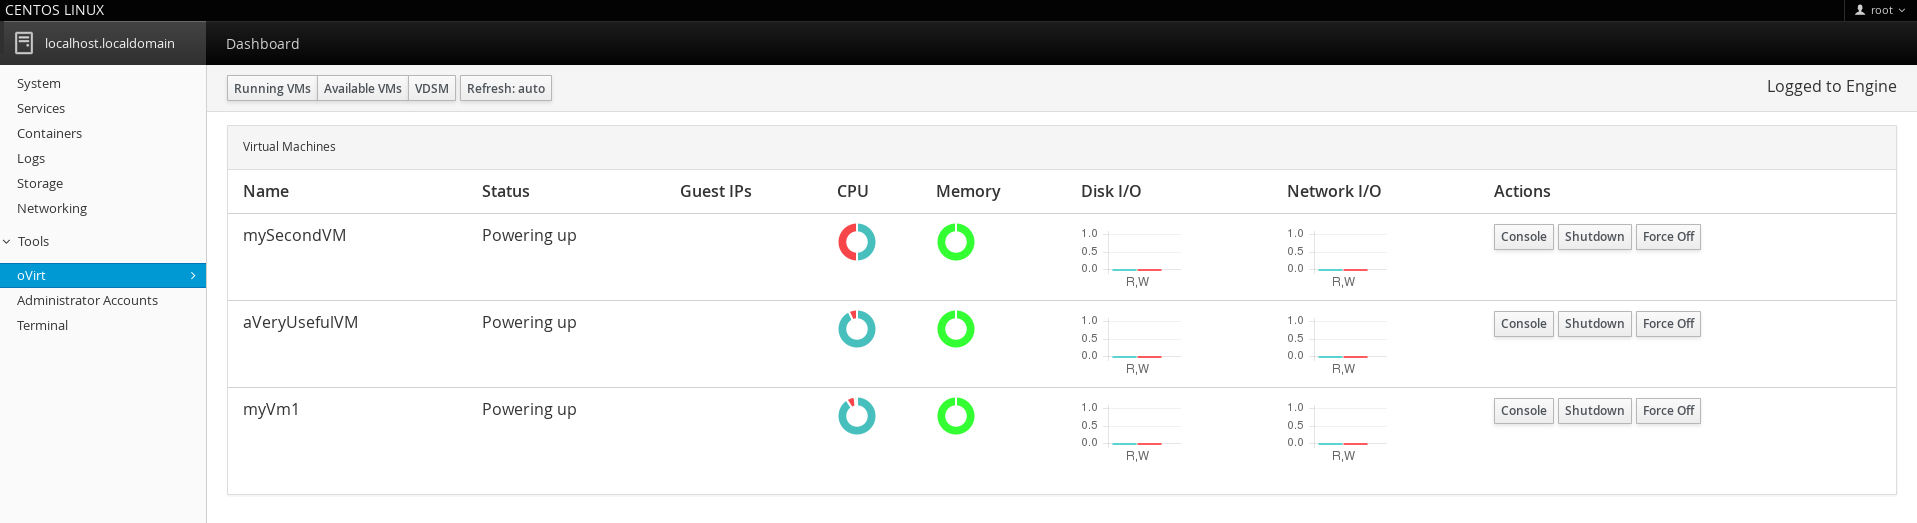 CENTOS LINUX
root
localhost.localdomain
Dashboard
System
Services
Containers
Logs
Storage
Networking
Tools
oVirt
Administrator Accounts
Terminal
Running VMs Available VMs VDSM Refresh: auto
Logged to Engine
Virtual Machines
Name Status Guest IPs CPU Memory Disk I/O Network I/O Actions
mySecondVM Powering up
1.0
0.5
0.0
R,W
1.0
0.5
0.0
R,W
Console Shutdown Force Off
aVeryUsefulVM Powering up
1.0
0.5
0.0
R,W
1.0
0.5
0.0
R,W
Console Shutdown Force Off
myVm1 Powering up
1.0
0.5
0.0
R,W
1.0
0.5
0.0
R,W
Console Shutdown Force Off